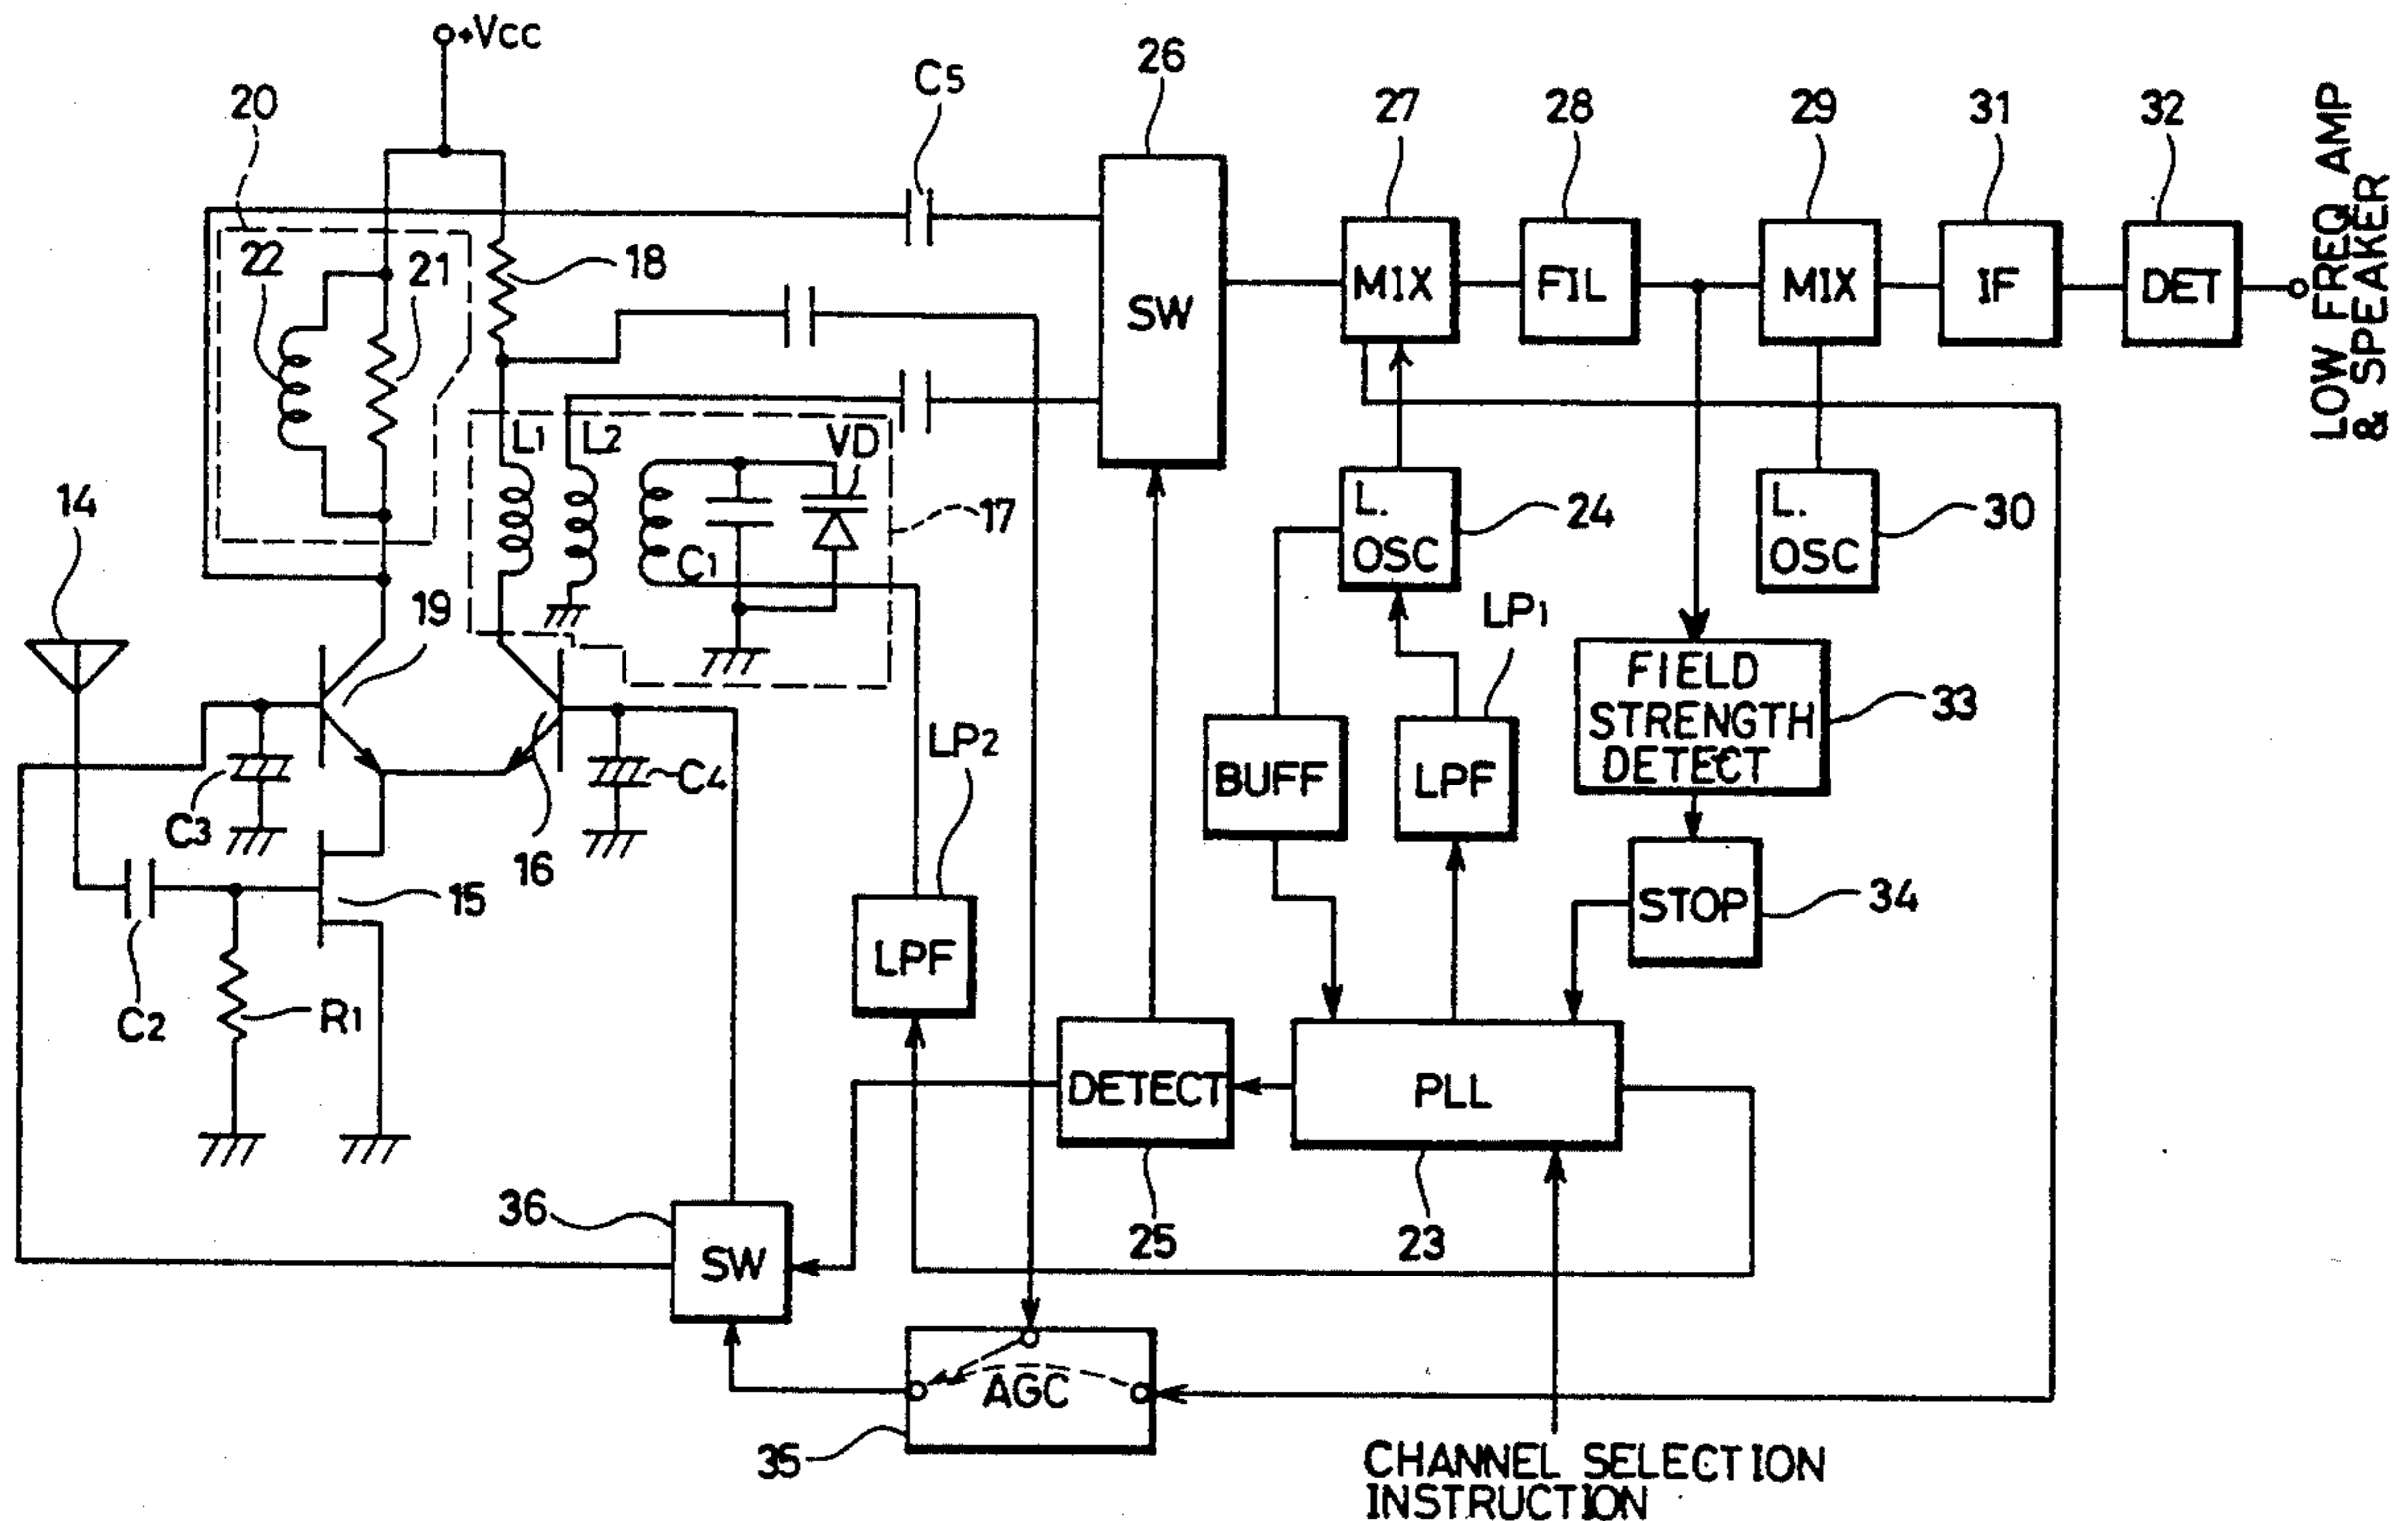 +Vcc
20
C5
26
27
28
29
31
32
LOW FREQ AMP
& SPEAKER
22
21
18
SW
MIX
FIL
MIX
IF
DET
L1
L2
VD
17
C1
14
19
L.
OSC
24
L.
OSC
30
LP1
FIELD
STRENGTH
DETECT
33
LP2
C3
C4
16
15
BUFF
LPF
STOP
34
C2
R1
LPF
DETECT
PLL
36
SW
25
23
AGC
35
CHANNEL SELECTION
INSTRUCTION